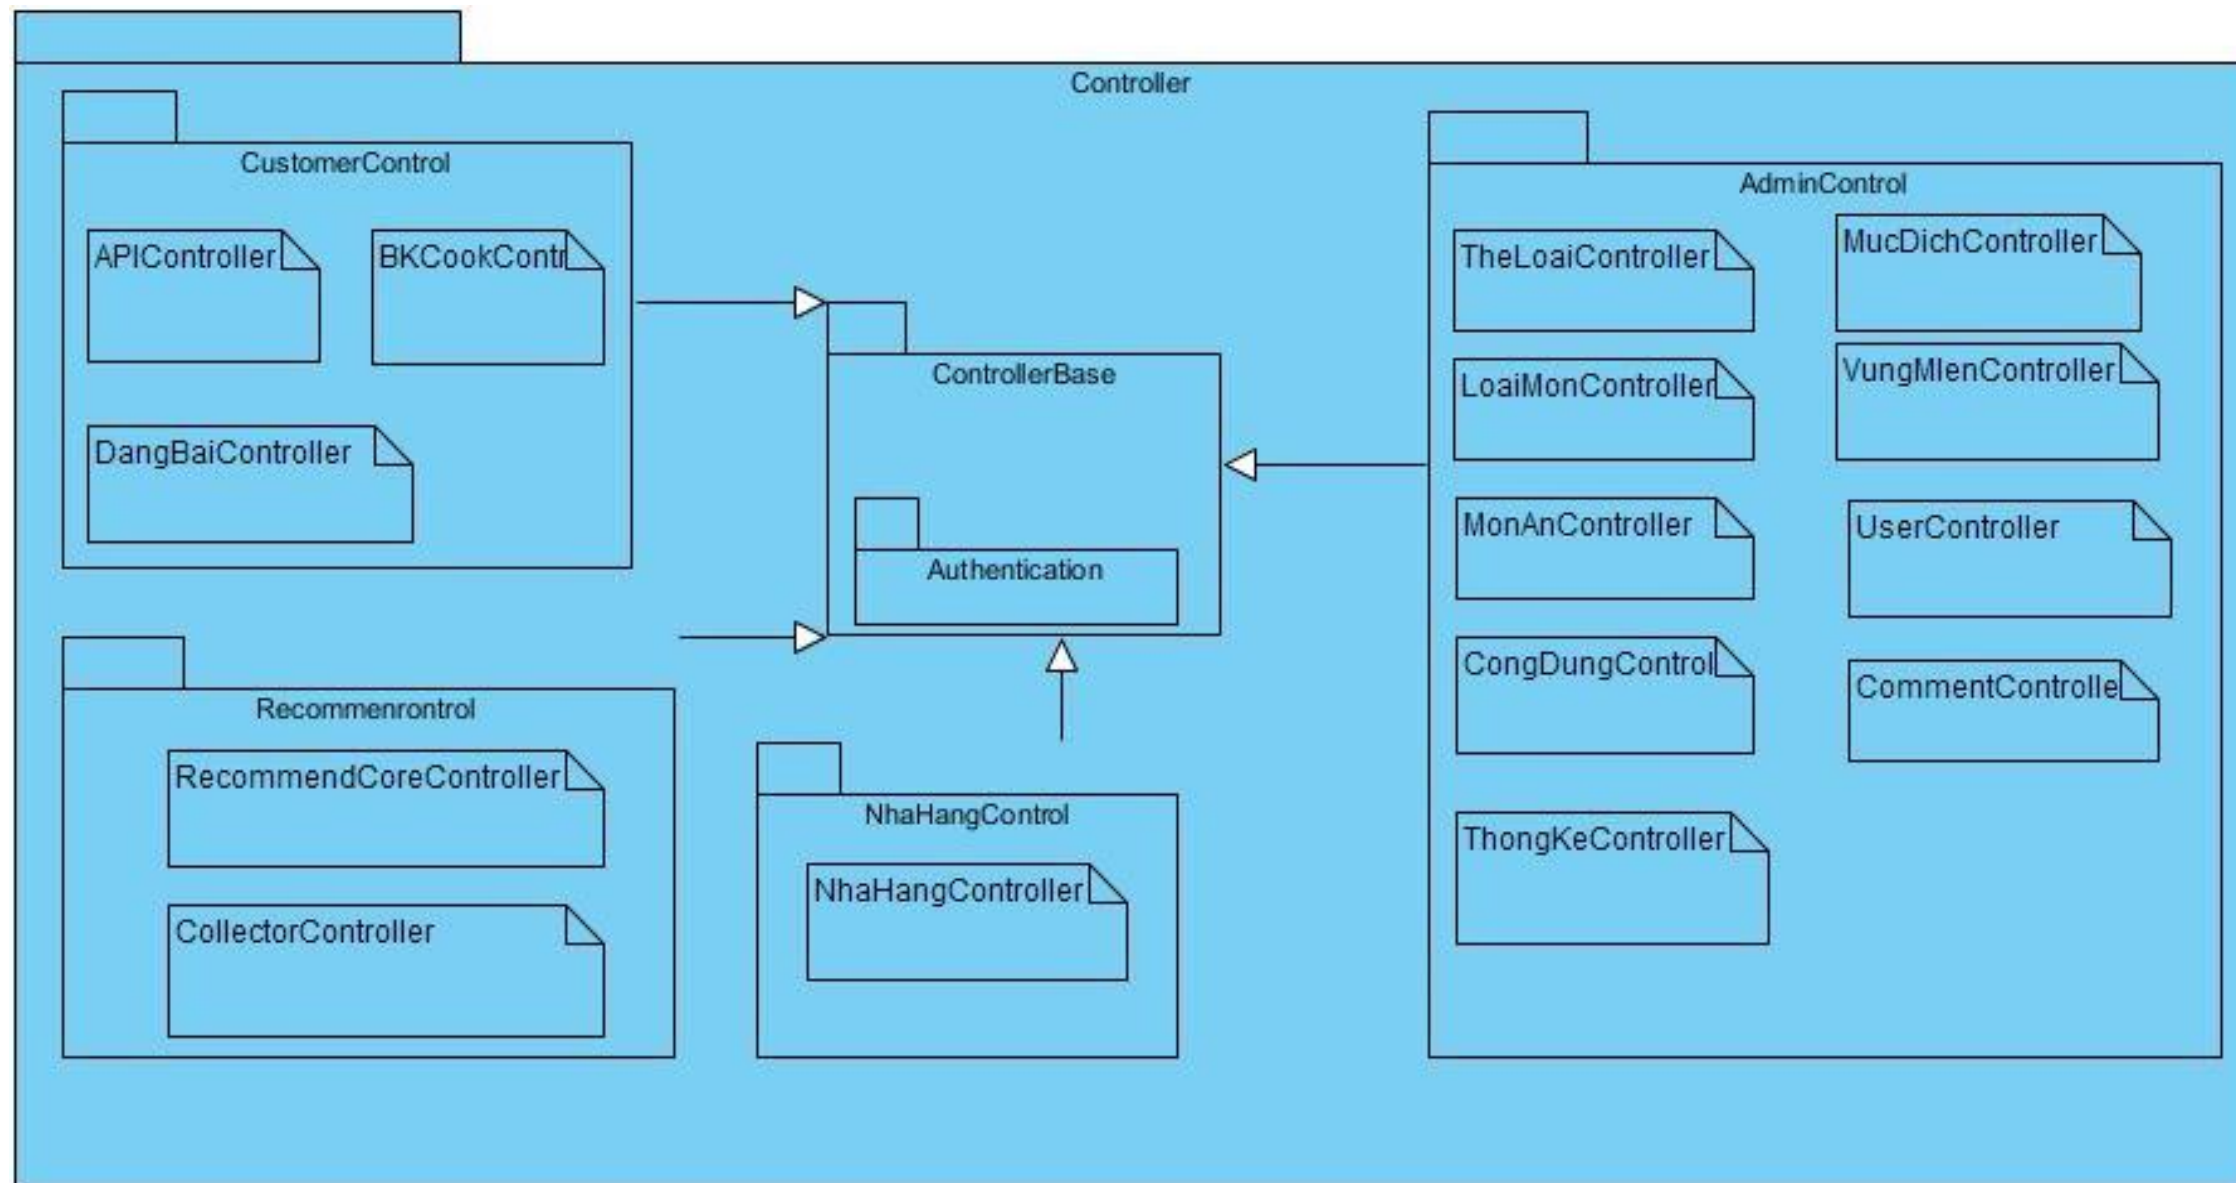 Controller
CustomerControl
APIController
BKCookContr
DangBaiController
ControllerBase
Authentication
AdminControl
TheLoaiController
MucDichController
LoaiMonController
VungMIenController
MonAnController
UserController
CongDungControl
CommentControlle
ThongKeController
Recommenrontrol
RecommendCoreController
CollectorController
NhaHangControl
NhaHangController